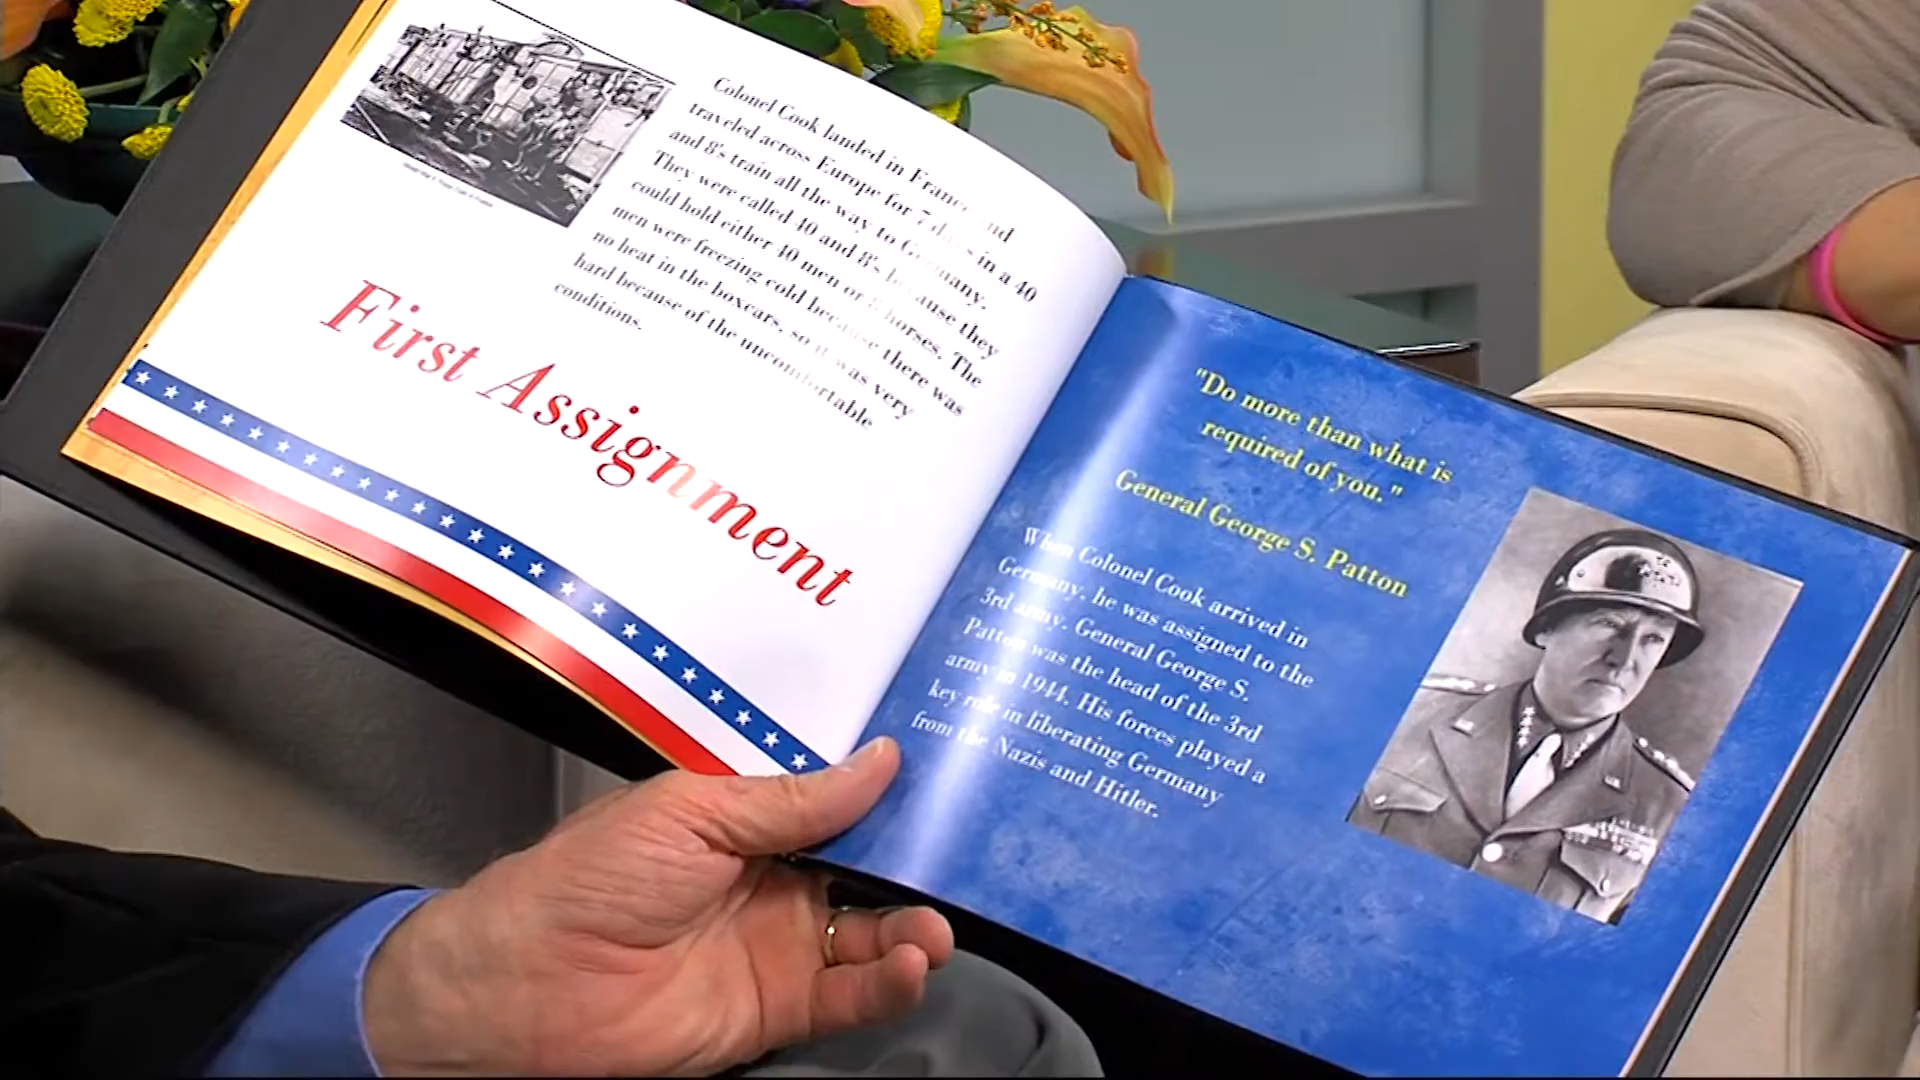 Colonel Cook landed in France and
traveled across Europe for 7 days in a 40
and 8's train all the way to Germany.
They were called 40 and 8's because they
could hold either 40 men or 8 horses. The
men were freezing cold because there was
no heat in the boxcars, so it was very
hard because of the uncomfortable
conditions.
First Assignment
"Do more than what is
required of you."
General George S. Patton
When Colonel Cook arrived in
Germany, he was assigned to the
3rd army. General George S.
Patton was the head of the 3rd
army in 1944. His forces played a
key role in liberating Germany
from the Nazis and Hitler.